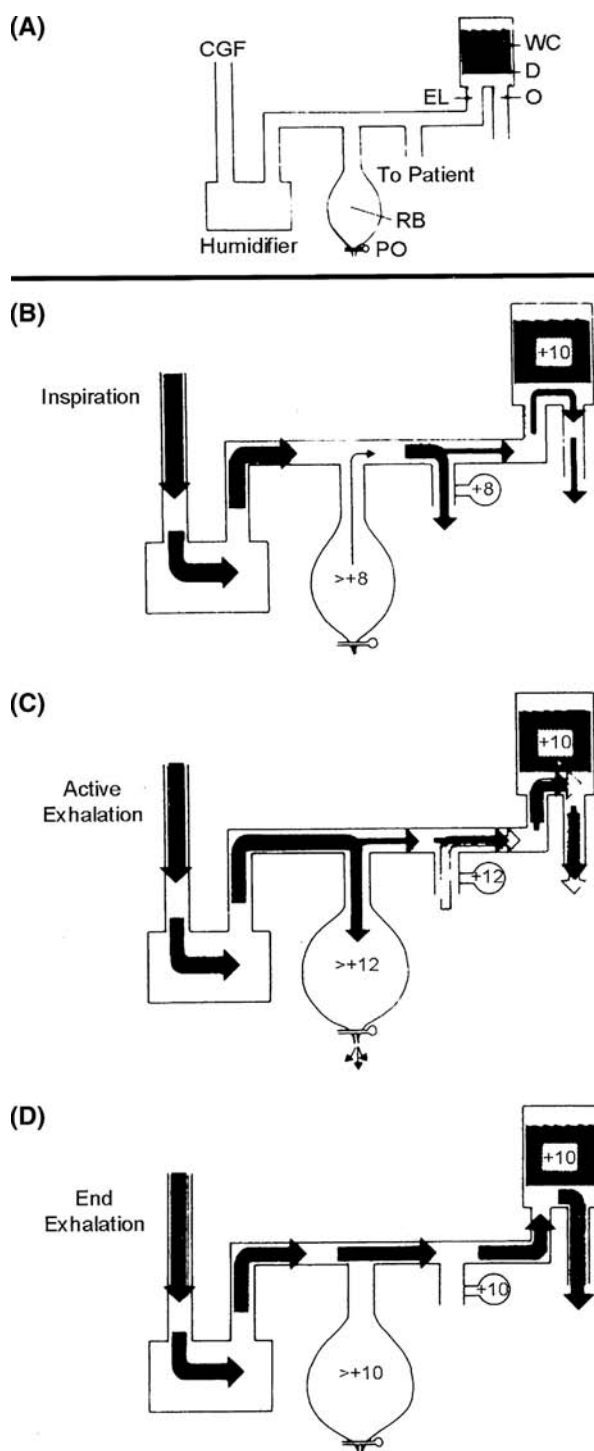 (A)
CGF
WC
D
EL
O
To Patient
RB
Humidifier
PO
(B)
Inspiration
+10
+8
>+8
(C)
Active
Exhalation
+10
+12
>+12
(D)
End
Exhalation
+10
+10
>+10